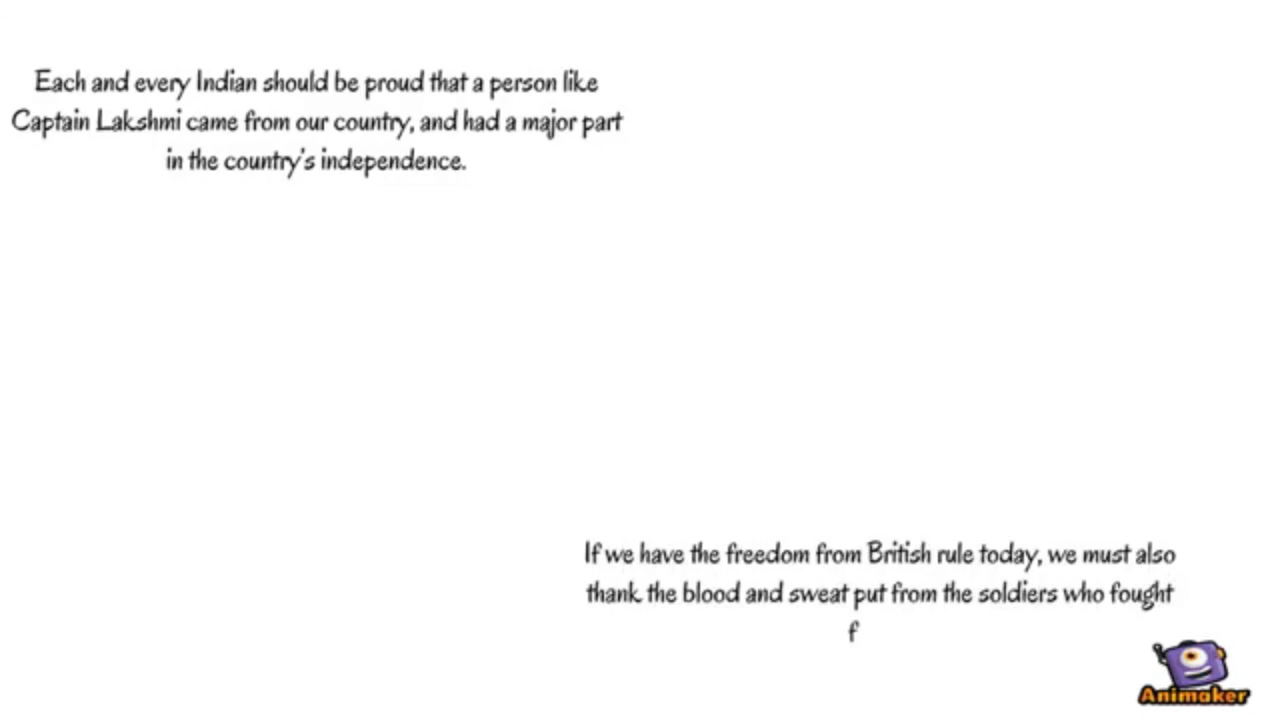 Each and every Indian should be proud that a person like
Captain Lakshmi came from our country, and had a major part
in the country's independence.
If we have the freedom from British rule today, we must also
thank the blood and sweat put from the soldiers who fought
f
Animaker